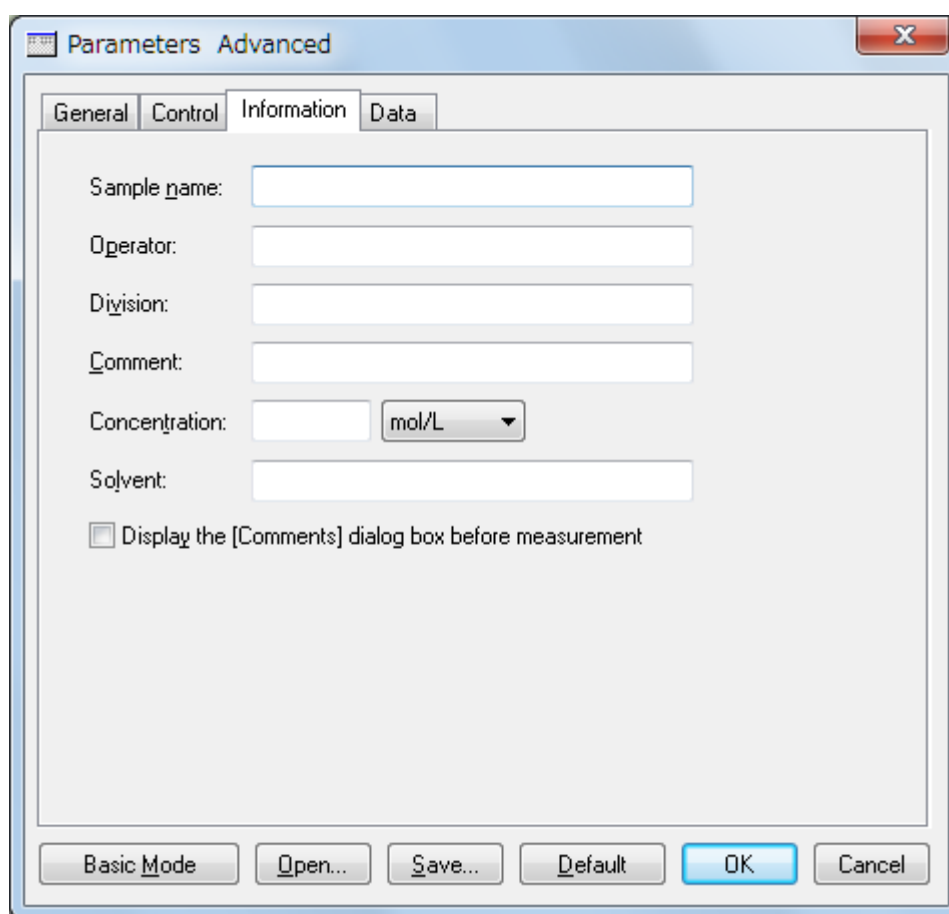 Parameters Advanced
General Control Information Data
Sample name:
Operator:
Division:
Comment:
Concentration: mol/L
Solvent:
Display the [Comments] dialog box before measurement
Basic Mode Open... Save... Default OK Cancel